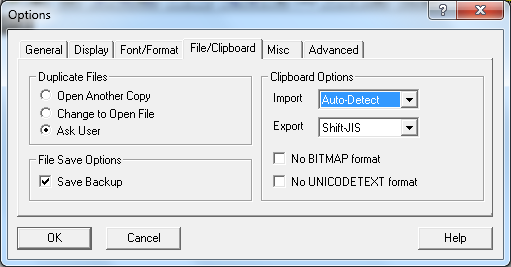 Options
General
Display
Font/Format
File/Clipboard
Misc
Advanced
Duplicate Files
Open Another Copy
Change to Open File
Ask User
File Save Options
Save Backup
Clipboard Options
Import Auto-Detect
Export Shift-JIS
No BITMAP format
No UNICODETEXT format
OK
Cancel
Help